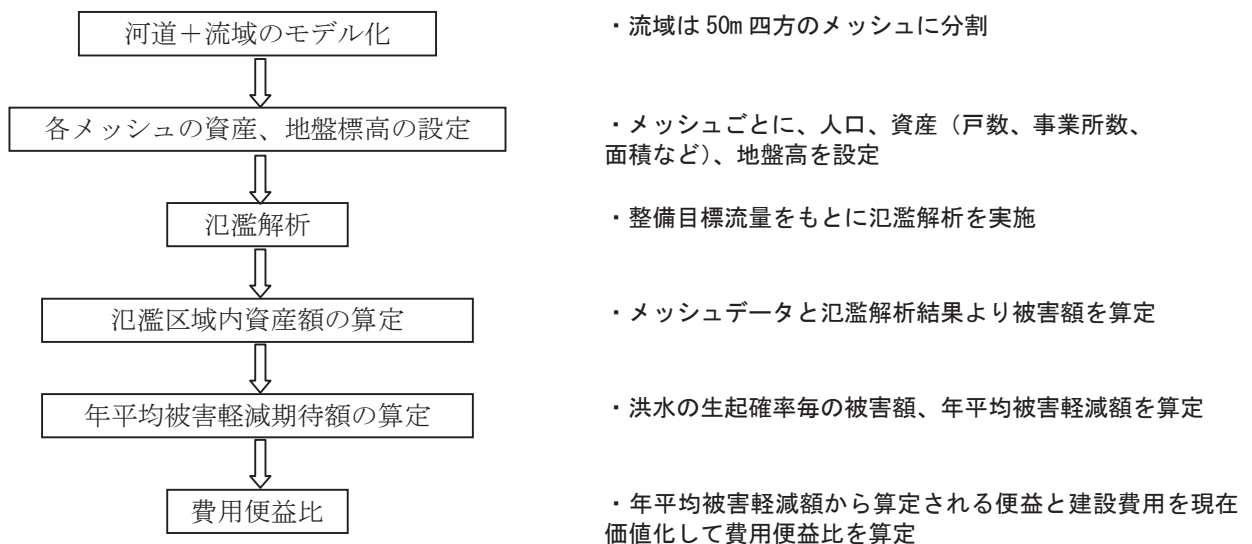 河道＋流域のモデル化
・流域は 50m 四方のメッシュに分割
各メッシュの資産、地盤標高の設定
・メッシュごとに、人口、資産（戸数、事業所数、
面積など）、地盤高を設定
氾濫解析
・整備目標流量をもとに氾濫解析を実施
氾濫区域内資産額の算定
・メッシュデータと氾濫解析結果より被害額を算定
年平均被害軽減期待額の算定
・洪水の生起確率毎の被害額、年平均被害軽減額を算定
費用便益比
・年平均被害軽減額から算定される便益と建設費用を現在
価値化して費用便益比を算定